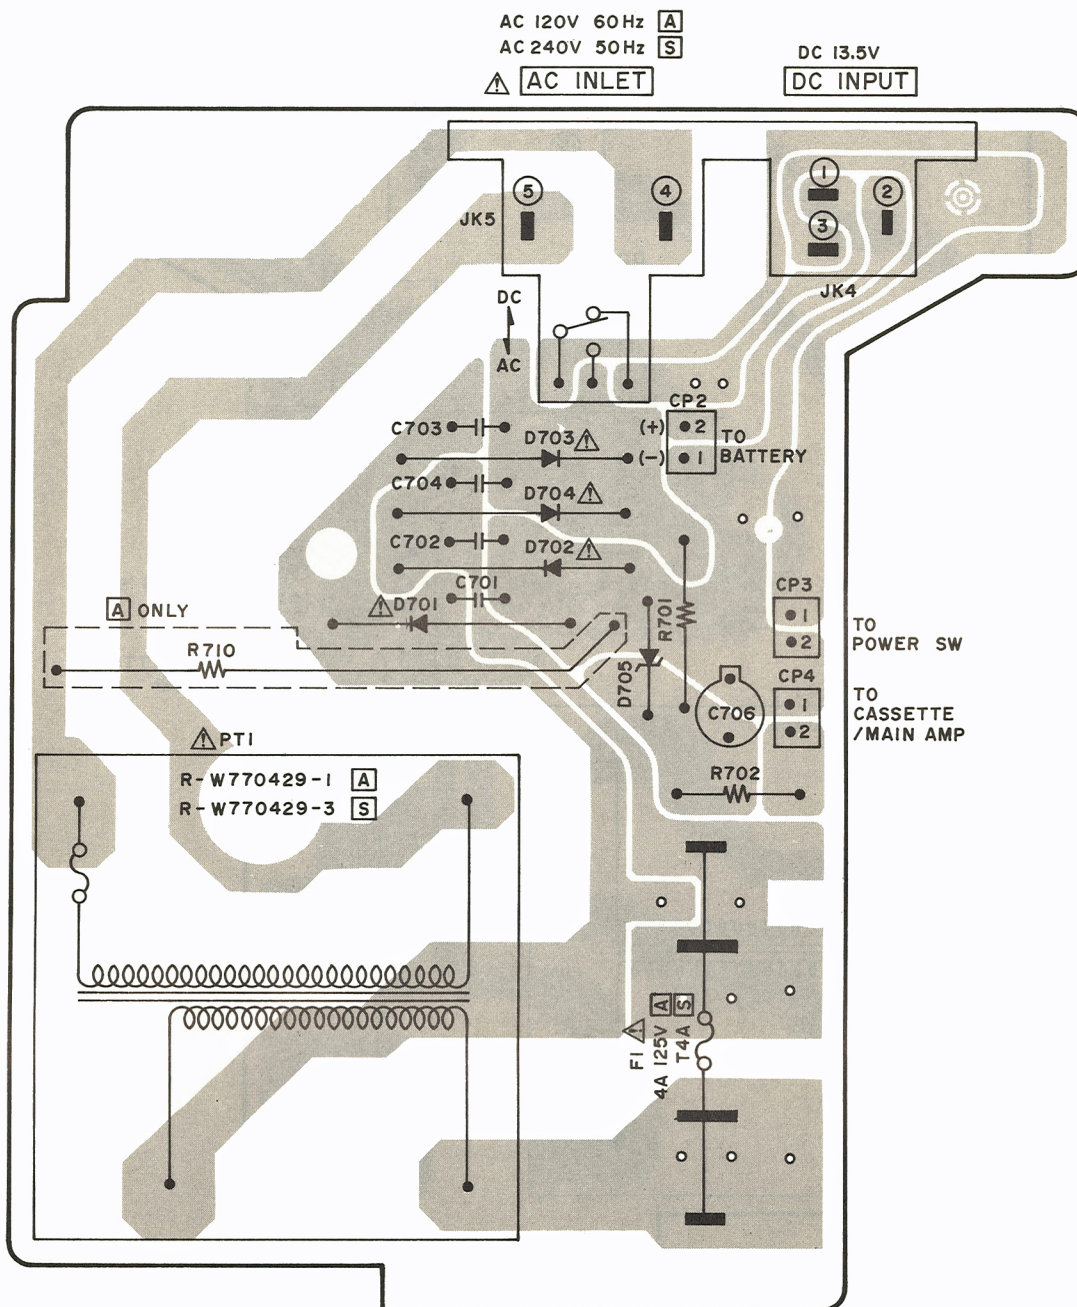 AC 120V 60Hz A
AC 240V 50Hz S
AC INLET
DC 13.5V
DC INPUT
1
2
3
JK4
5
4
JK5
DC
AC
CP2
(+) 2
(-) 1
TO
BATTERY
C703
D703
C704
D704
C702
D702
C701
D701
A ONLY
R710
R701
D705
CP3
1
2
TO
POWER SW
CP4
1
2
TO
CASSETTE
/MAIN AMP
C706
R702
PT1
R-W770429-1 A
R-W770429-3 S
F1
4A 125V A
T4A S